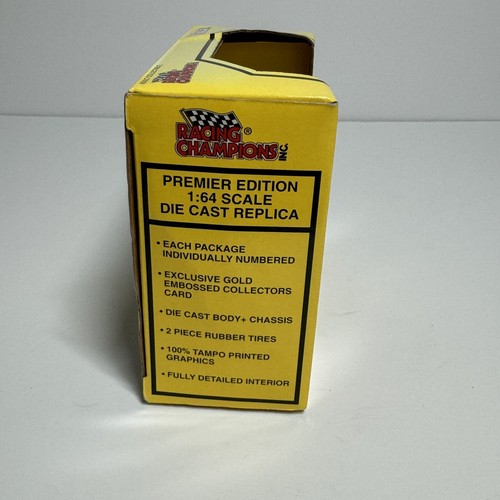 RACING ®
CHAMPIONS INC.
PREMIER EDITION
1:64 SCALE
DIE CAST REPLICA
• EACH PACKAGE
INDIVIDUALLY NUMBERED
• EXCLUSIVE GOLD
EMBOSSED COLLECTORS
CARD
• DIE CAST BODY+ CHASSIS
• 2 PIECE RUBBER TIRES
• 100% TAMPO PRINTED
GRAPHICS
• FULLY DETAILED INTERIOR